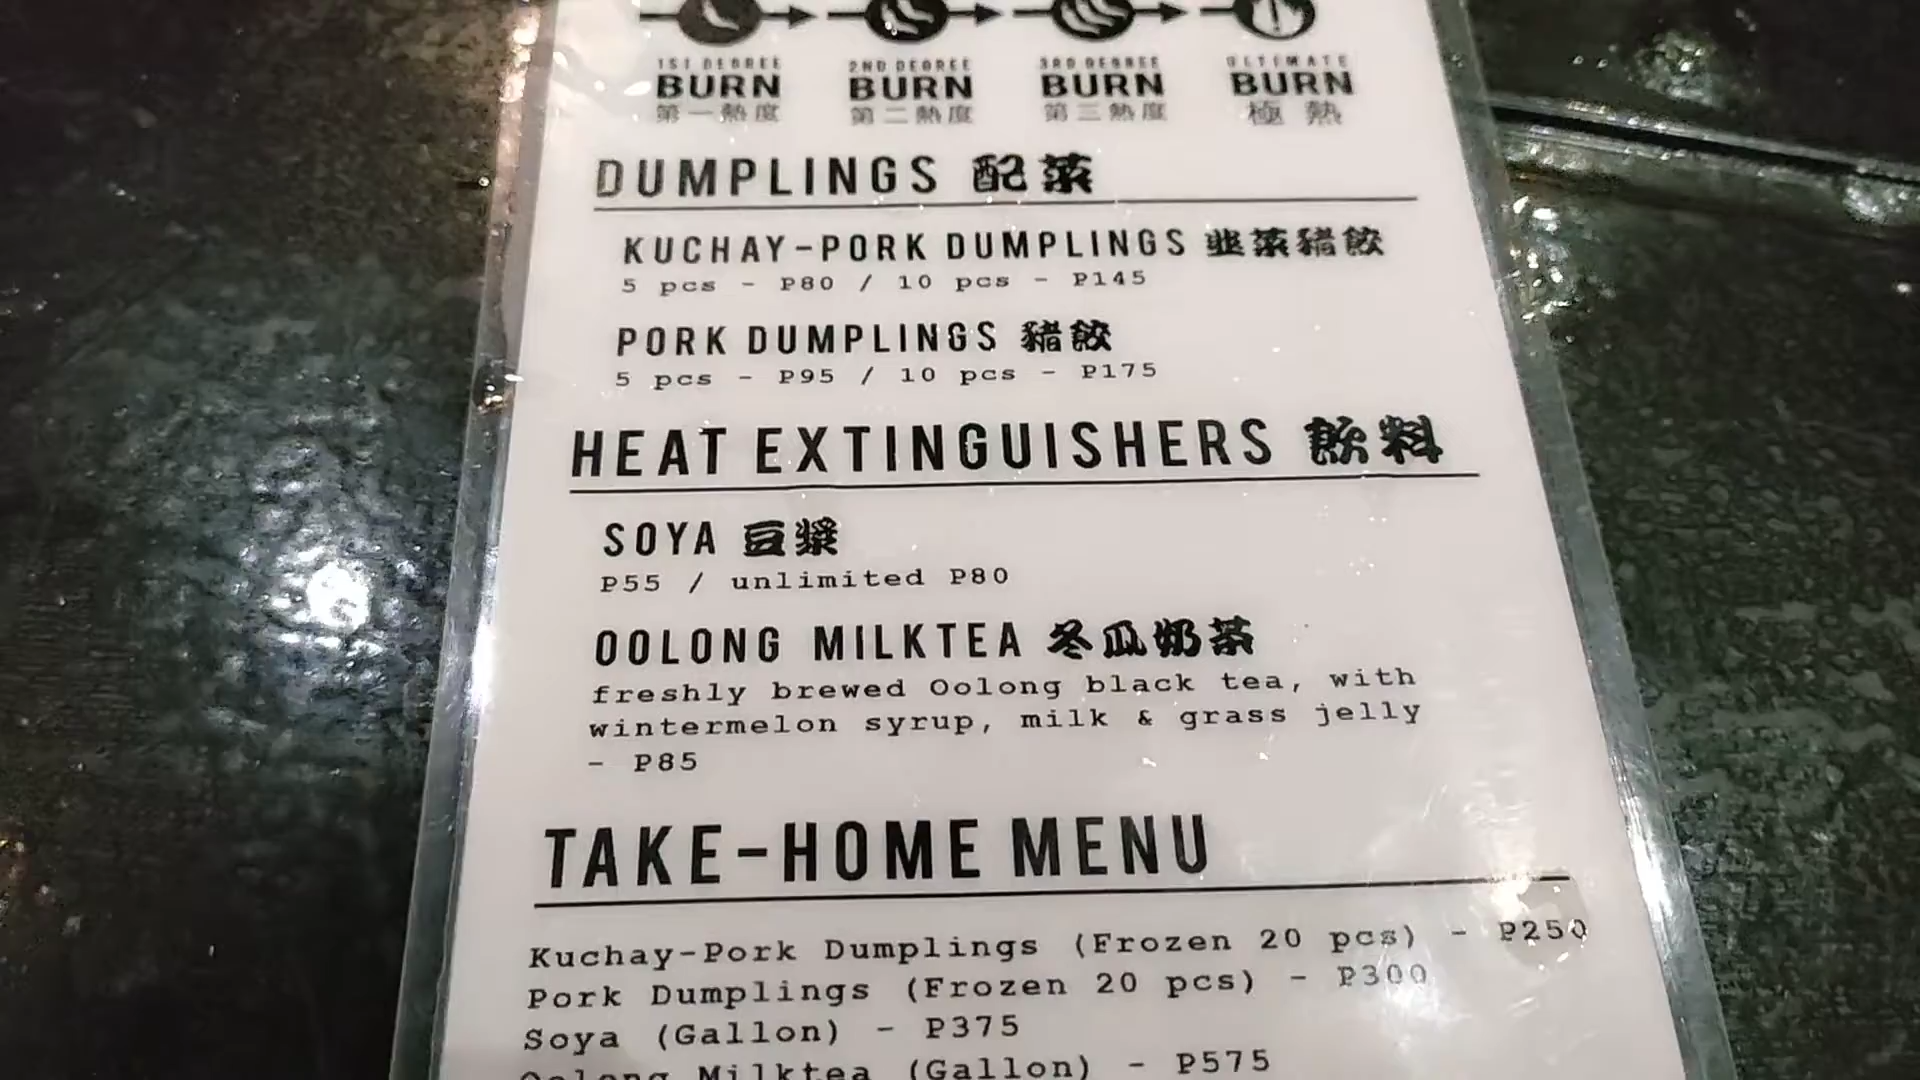 1ST DEGREE 2ND DEGREE 3RD DEGREE ULTIMATE
BURN BURN BURN BURN
第一熱度 第二熱度 第三熱度 極熱
DUMPLINGS 配菜
KUCHAY-PORK DUMPLINGS 韭菜豬餃
5 pcs - P80 / 10 pcs - P145
PORK DUMPLINGS 豬餃
5 pcs - P95 / 10 pcs - P175
HEAT EXTINGUISHERS 飲料
SOYA 豆漿
P55 / unlimited P80
OOLONG MILKTEA 冬瓜奶茶
freshly brewed Oolong black tea, with
wintermelon syrup, milk & grass jelly
- P85
TAKE-HOME MENU
Kuchay-Pork Dumplings (Frozen 20 pcs) - P250
Pork Dumplings (Frozen 20 pcs) - P300
Soya (Gallon) - P375
Oolong Milktea (Gallon) - P575